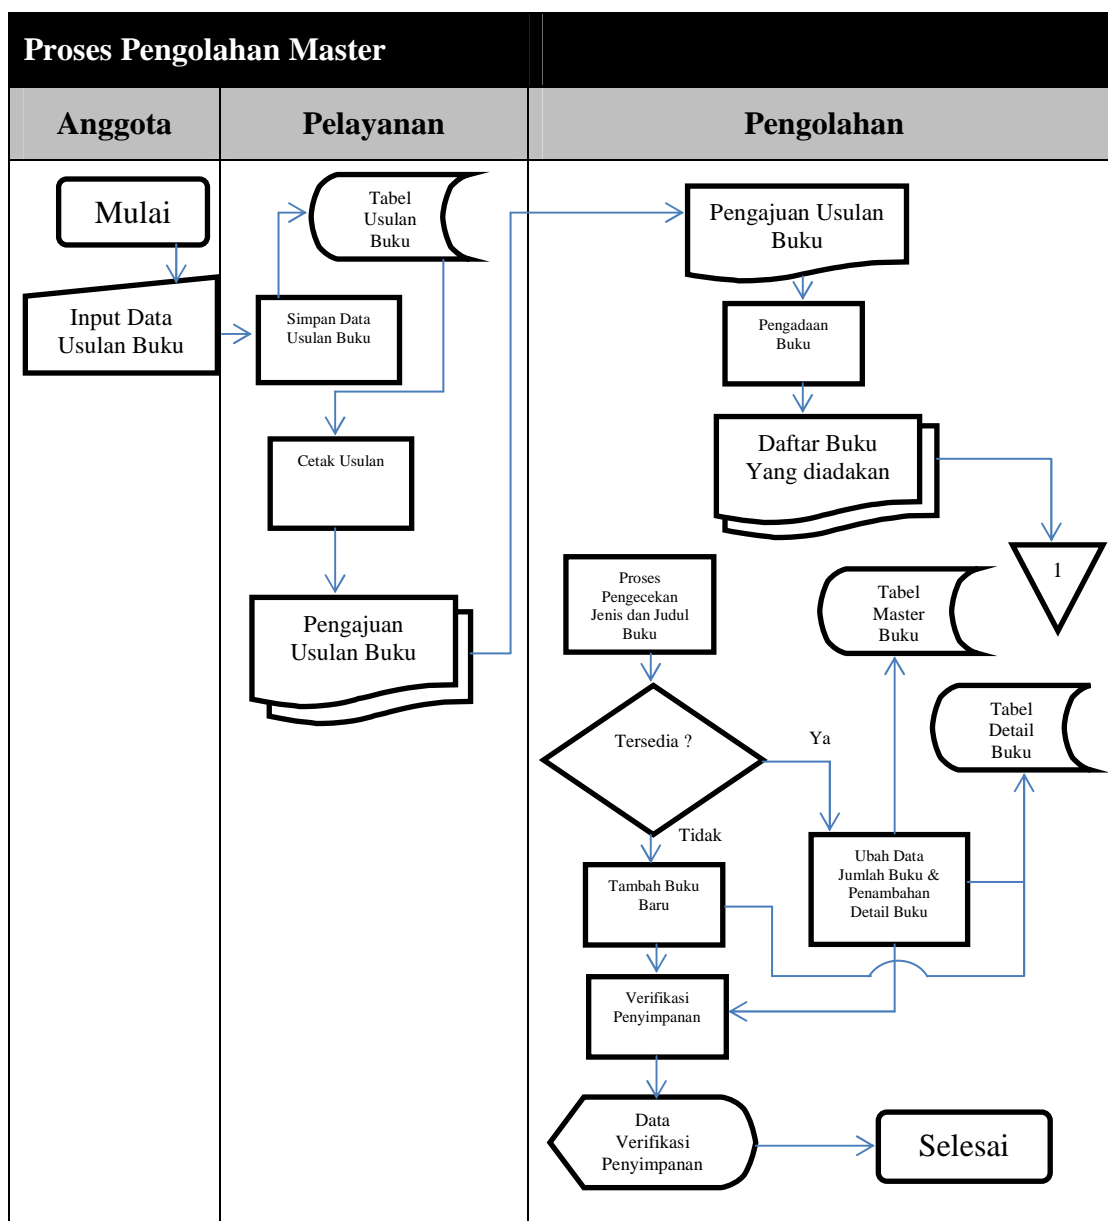 Proses Pengolahan Master
Anggota
Pelayanan
Pengolahan
Mulai
Input Data
Usulan Buku
Tabel
Usulan
Buku
Simpan Data
Usulan Buku
Cetak Usulan
Pengajuan
Usulan Buku
Pengajuan Usulan
Buku
Pengadaan
Buku
Daftar Buku
Yang diadakan
1
Proses
Pengecekan
Jenis dan Judul
Buku
Tabel
Master
Buku
Tabel
Detail
Buku
Tersedia ?
Ya
Tidak
Ubah Data
Jumlah Buku &
Penambahan
Detail Buku
Tambah Buku
Baru
Verifikasi
Penyimpanan
Data
Verifikasi
Penyimpanan
Selesai